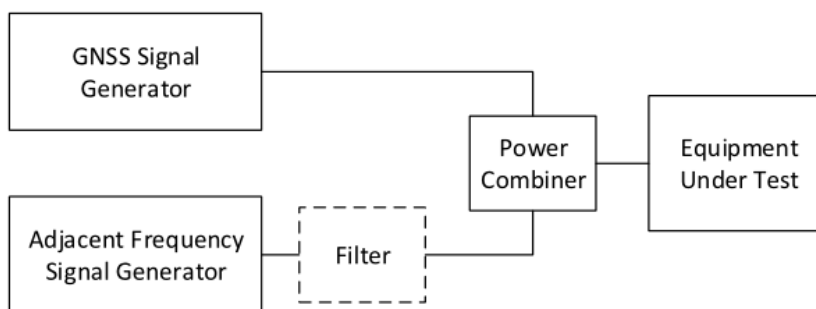 GNSS Signal
Generator
Power
Combiner
Equipment
Under Test
Adjacent Frequency
Signal Generator
Filter